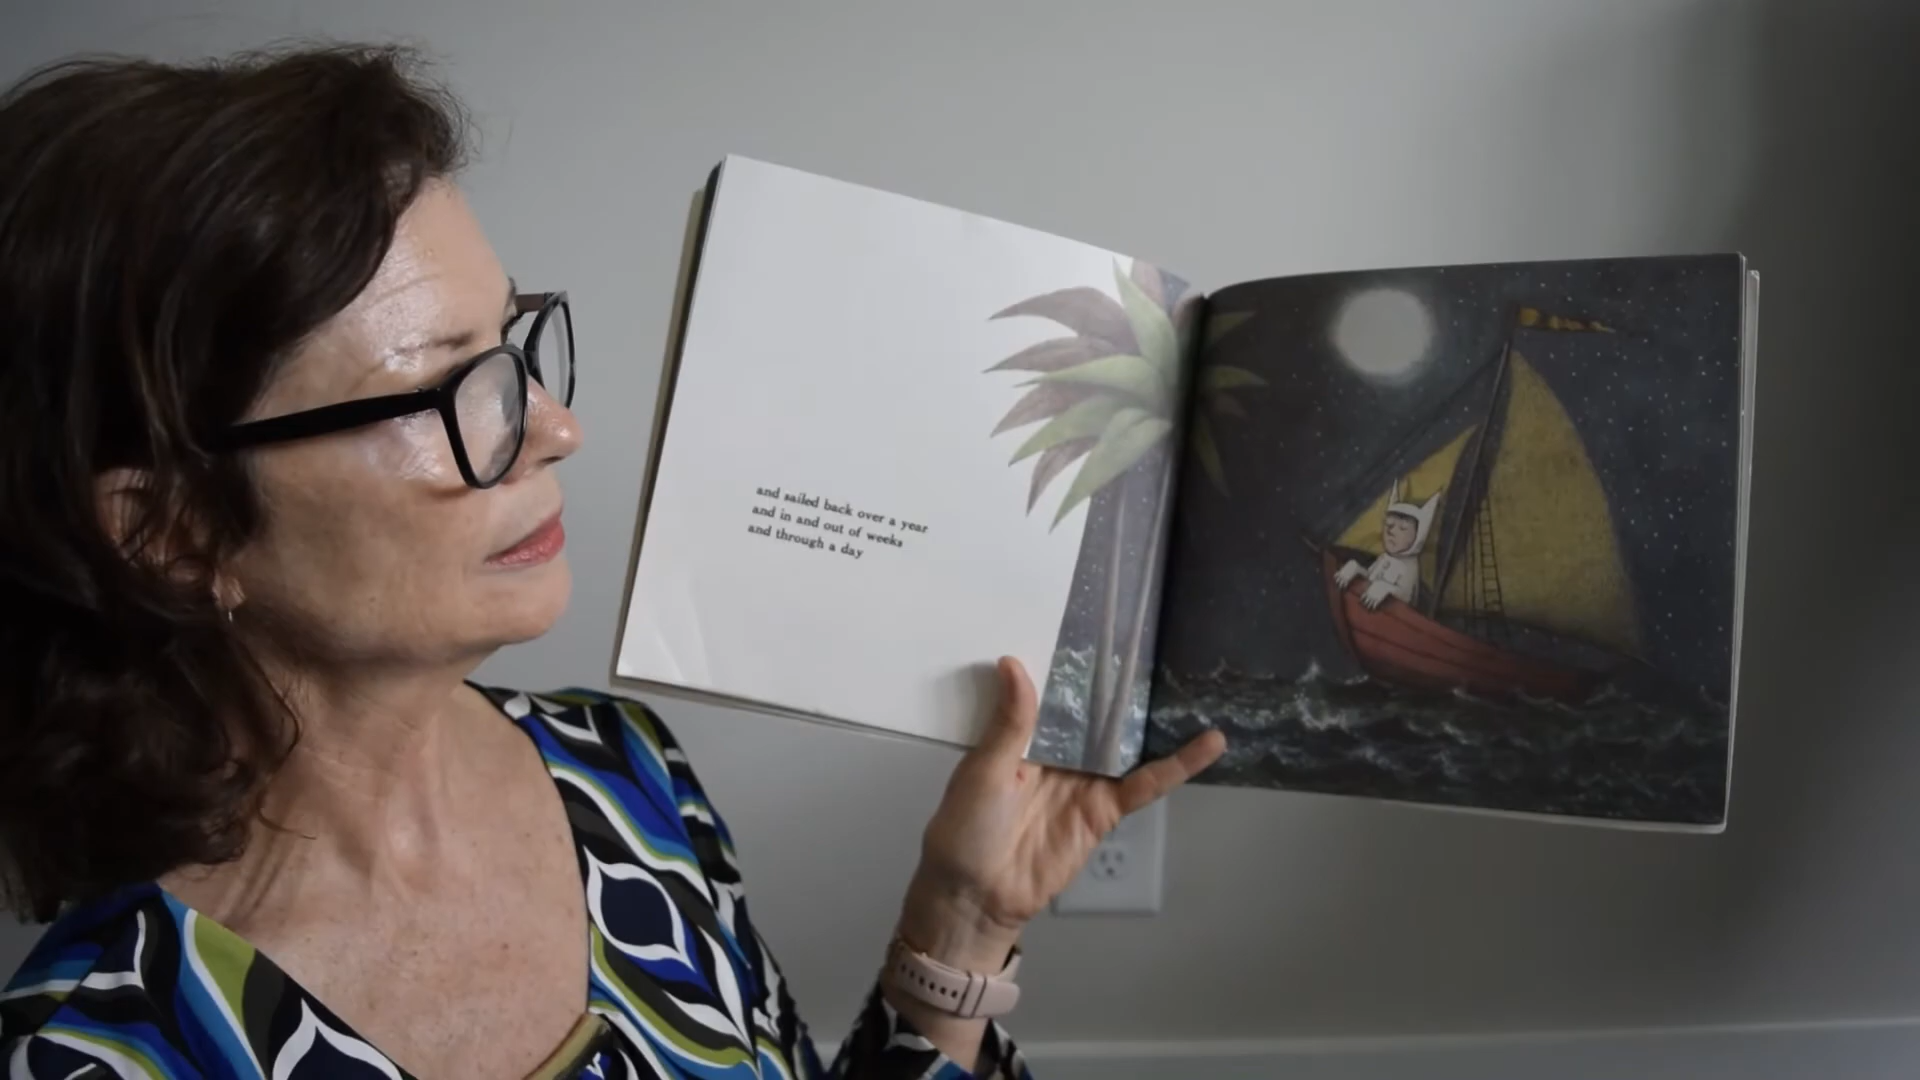 and sailed back over a year
and in and out of weeks
and through a day